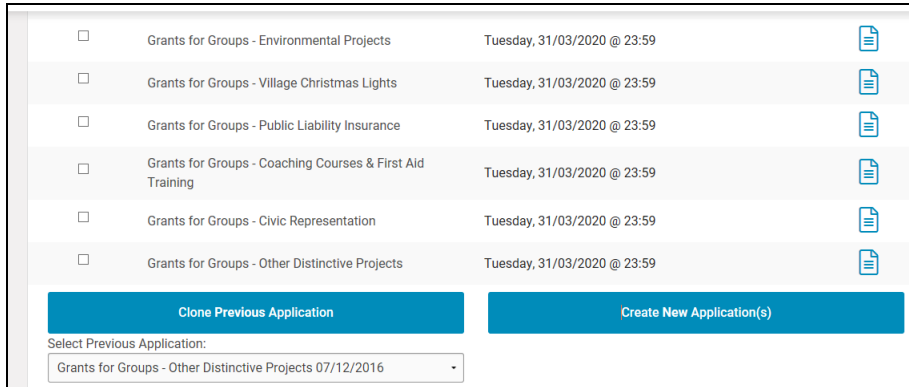 Grants for Groups - Environmental Projects Tuesday, 31/03/2020 @ 23:59
Grants for Groups - Village Christmas Lights Tuesday, 31/03/2020 @ 23:59
Grants for Groups - Public Liability Insurance Tuesday, 31/03/2020 @ 23:59
Grants for Groups - Coaching Courses & First Aid
Training Tuesday, 31/03/2020 @ 23:59
Grants for Groups - Civic Representation Tuesday, 31/03/2020 @ 23:59
Grants for Groups - Other Distinctive Projects Tuesday, 31/03/2020 @ 23:59
Clone Previous Application Create New Application(s)
Select Previous Application:
Grants for Groups - Other Distinctive Projects 07/12/2016